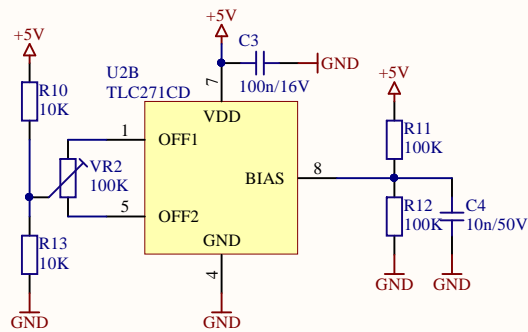 +5V
+5V
C3
GND
100n/16V
+5V
U2B
TLC271CD
7
VDD
R10
10K
1
OFF1
R11
100K
VR2
100K
BIAS
8
5
OFF2
R12
100K
C4
10n/50V
GND
4
R13
10K
GND
GND
GND
GND